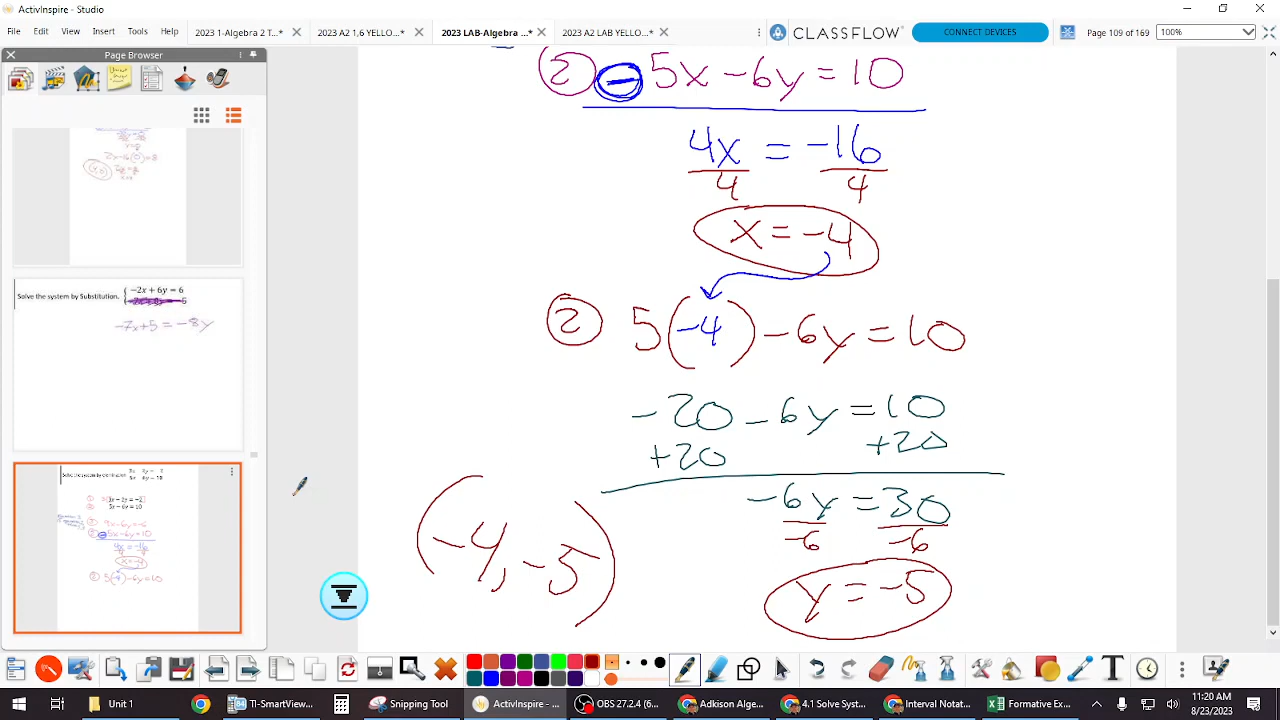 ActivInspire - Studio
File Edit View Insert Tools Help
2023 1-Algebra 2 T...*
2023 A2 1.6YELLO...*
2023 LAB-Algebra ...*
2023 A2 LAB YELLO...*
CLASSFLOW
CONNECT DEVICES
Page 109 of 169
100%
Page Browser
Solve the system by Substitution.
-2x + 6y = 6
-7x + 5 = -8y
② - 5x - 6y = 10
4x = -16
4 4
x = -4
② 5(-4) - 6y = 10
-20 - 6y = 10
+20 +20
-6y = 30
-6 -6
(-4, -5)
y = -5
Unit 1
TI-SmartView...
Snipping Tool
ActivInspire - ...
OBS 27.2.4 (6...
Adkison Alge...
4.1 Solve Syst...
Interval Notat...
Formative Ex...
11:20 AM
8/23/2023